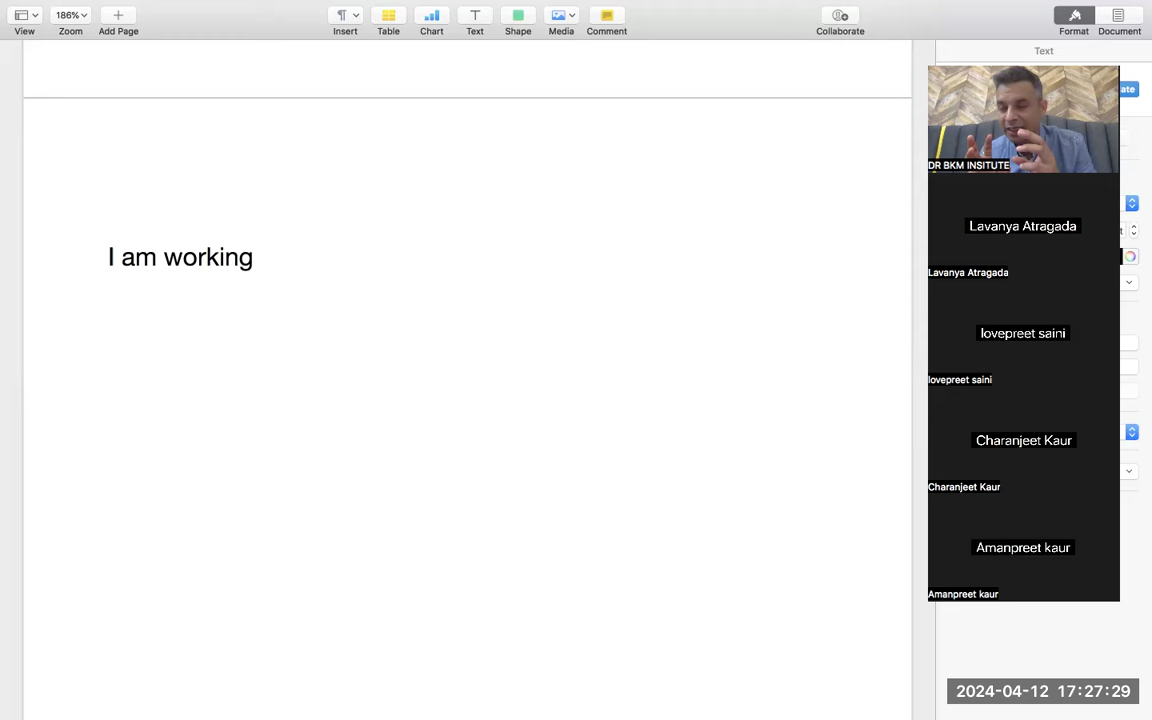 186%
View
Zoom
Add Page
Insert
Table
Chart
Text
Shape
Media
Comment
Collaborate
Format
Document
Text
ate
DR BKM INSITUTE
I am working
Lavanya Atragada
Lavanya Atragada
lovepreet saini
lovepreet saini
Charanjeet Kaur
Charanjeet Kaur
Amanpreet kaur
Amanpreet kaur
2024-04-12 17:27:29